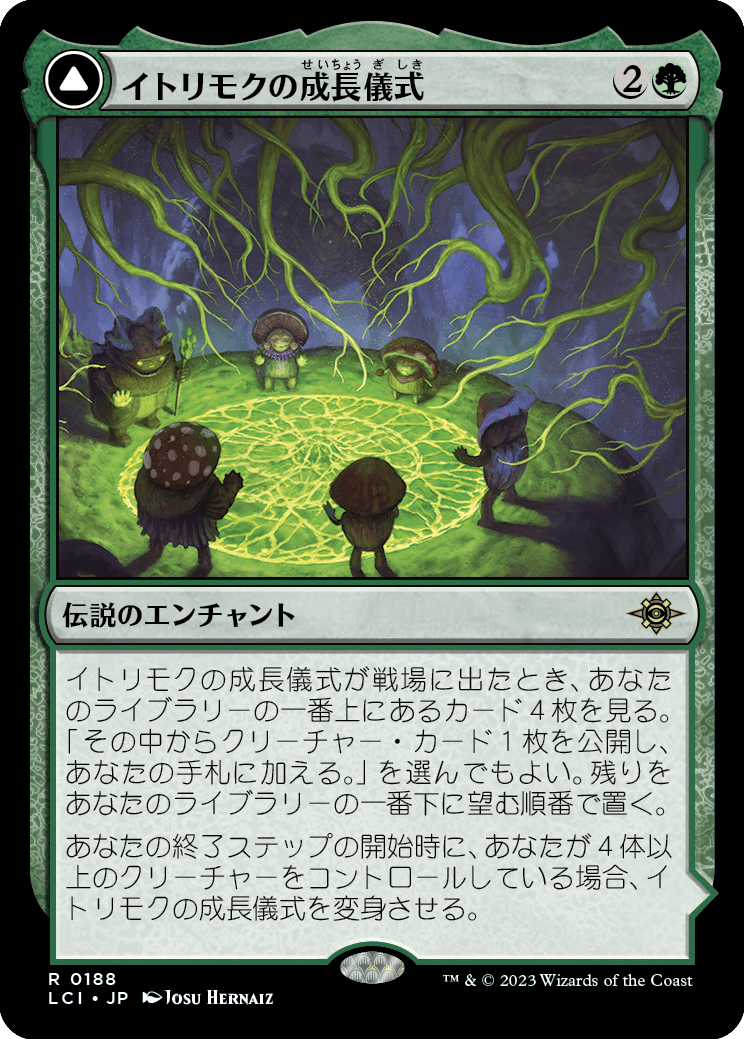 せいちょう ぎ しき
イトリモクの成長儀式 2
伝説のエンチャント
イトリモクの成長儀式が戦場に出たとき、あなた
のライブラリーの一番上にあるカード4枚を見る。
「その中からクリーチャー・カード1枚を公開し、
あなたの手札に加える。」を選んでもよい。残りを
あなたのライブラリーの一番下に望む順番で置く。
あなたの終了ステップの開始時に、あなたが4体以
上のクリーチャーをコントロールしている場合、イ
トリモクの成長儀式を変身させる。
R 0188
LCI • JP Josu Hernaiz
™ & © 2023 Wizards of the Coast